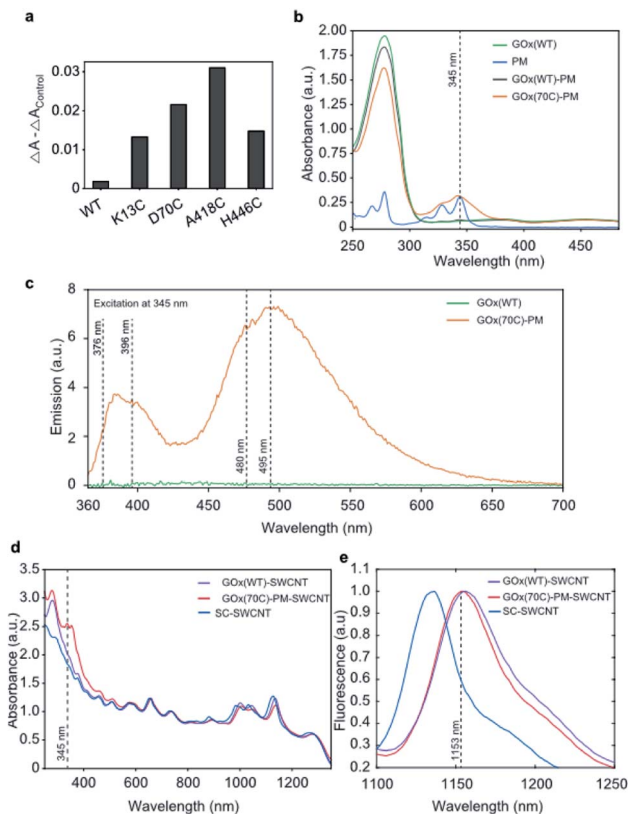 a
△A -△A Control
0.03
0.02
0.01
0
WT
K13C
D70C
A418C
H446C
b
Absorbance (a.u.)
2.00
1.75
1.50
1.25
1.00
0.75
0.50
0.25
0.0
250
300
350
400
450
Wavelength (nm)
345 nm
GOx(WT)
PM
GOx(WT)-PM
GOx(70C)-PM
c
Emission (a.u.)
8
6
4
2
0
Excitation at 345 nm
376 nm
396 nm
480 nm
495 nm
GOx(WT)
GOx(70C)-PM
360
400
450
500
550
600
650
700
Wavelength (nm)
d
Absorbance (a.u)
3.5
3.0
2.5
2.0
1.5
1.0
0.5
0
345 nm
GOx(WT)-SWCNT
GOx(70C)-PM-SWCNT
SC-SWCNT
400
600
800
1000
1200
Wavelength (nm)
e
Fluorescence (a.u.)
1.1
1.0
0.9
0.8
0.7
0.6
0.5
0.4
0.3
0.2
1153 nm
GOx(WT)-SWCNT
GOx(70C)-PM-SWCNT
SC-SWCNT
1100
1150
1200
1250
Wavelength (nm)